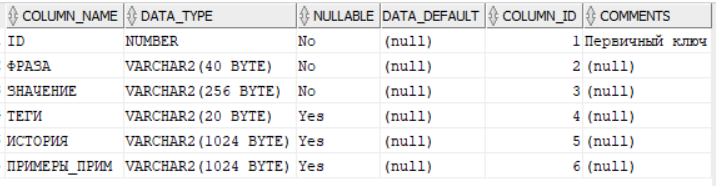 COLUMN_NAME DATA_TYPE NULLABLE DATA_DEFAULT COLUMN_ID COMMENTS
ID NUMBER No (null) 1 Первичный ключ
ФРАЗА VARCHAR2(40 BYTE) No (null) 2 (null)
ЗНАЧЕНИЕ VARCHAR2(256 BYTE) No (null) 3 (null)
ТЕГИ VARCHAR2(20 BYTE) Yes (null) 4 (null)
ИСТОРИЯ VARCHAR2(1024 BYTE) Yes (null) 5 (null)
ПРИМЕРЫ_ПРИМ VARCHAR2(1024 BYTE) Yes (null) 6 (null)